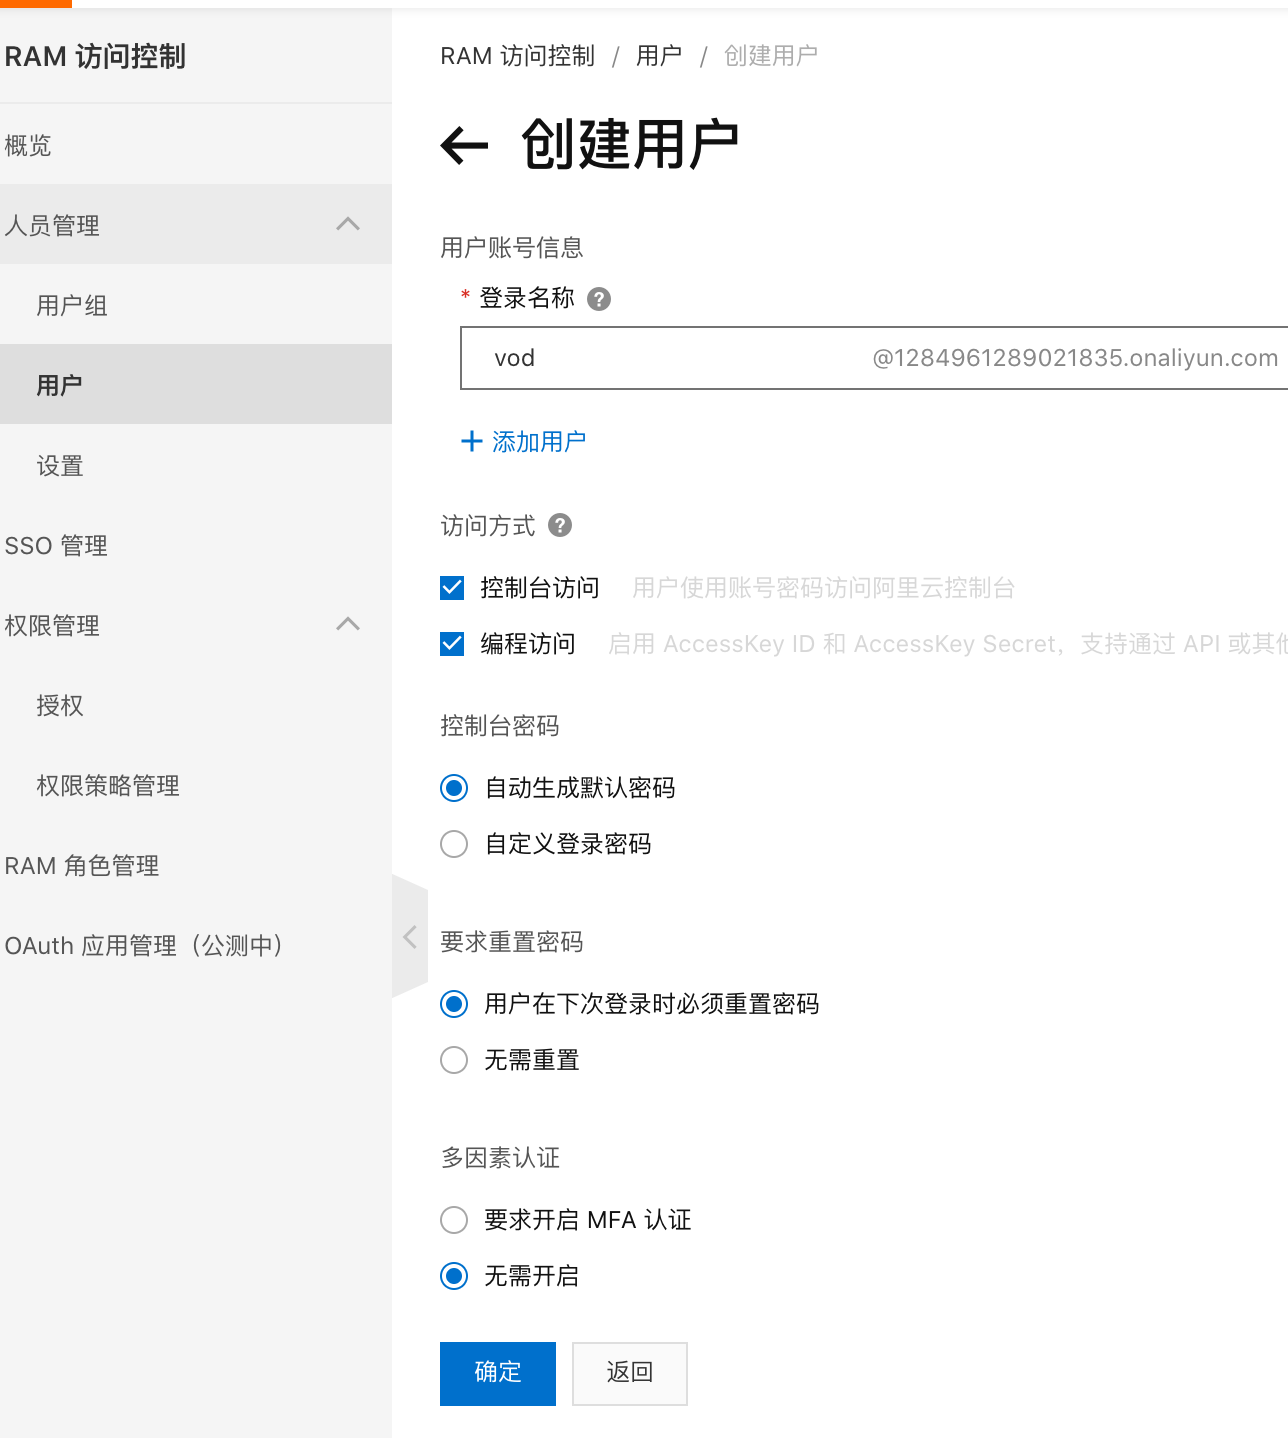 RAM 访问控制
概览
人员管理
用户组
用户
设置
SSO 管理
权限管理
授权
权限策略管理
RAM 角色管理
OAuth 应用管理（公测中）
RAM 访问控制 / 用户 / 创建用户
创建用户
用户账号信息
* 登录名称 ?
vod @1284961289021835.onaliyun.com
+ 添加用户
访问方式 ?
控制台访问 用户使用账号密码访问阿里云控制台
编程访问 启用 AccessKey ID 和 AccessKey Secret，支持通过 API 或其他
控制台密码
自动生成默认密码
自定义登录密码
要求重置密码
用户在下次登录时必须重置密码
无需重置
多因素认证
要求开启 MFA 认证
无需开启
确定 返回